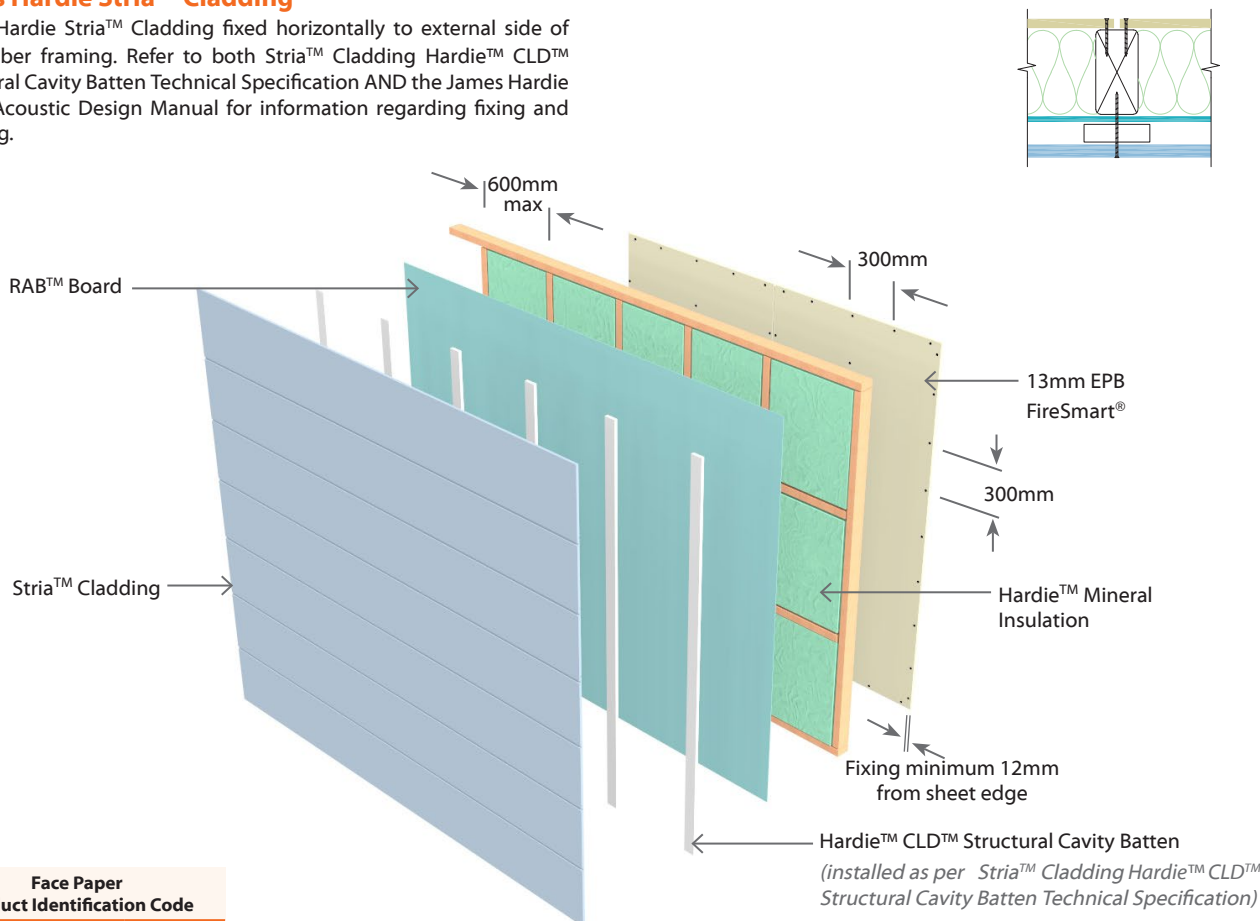 Hardie Stria™ Cladding
Hardie Stria™ Cladding fixed horizontally to external side of
framing. Refer to both Stria™ Cladding Hardie™ CLD™
Cavity Batten Technical Specification AND the James Hardie
Acoustic Design Manual for information regarding fixing and
600mm
max
RAB™ Board
300mm
13mm EPB
FireSmart®
300mm
Stria™ Cladding
Hardie™ Mineral
Insulation
Fixing minimum 12mm
from sheet edge
Hardie™ CLD™ Structural Cavity Batten
(installed as per Stria™ Cladding Hardie™ CLD™
Structural Cavity Batten Technical Specification)
Face Paper
Identification Code